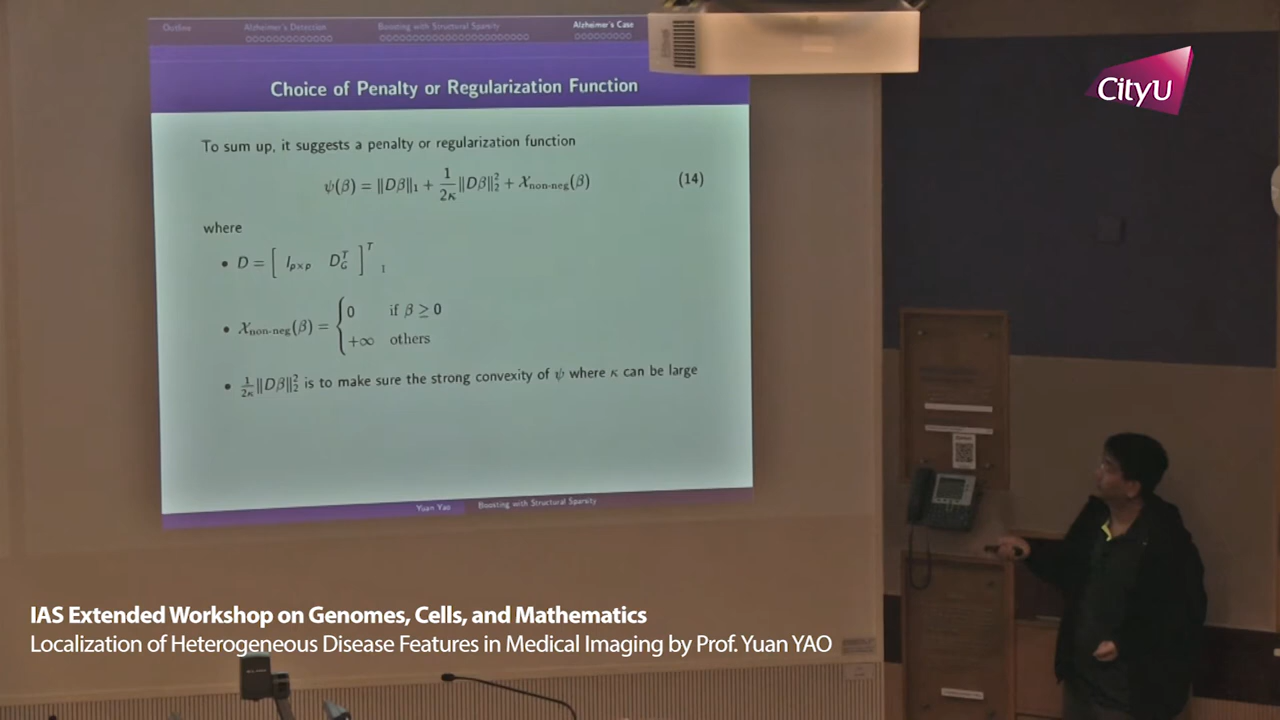 Outline Alzheimer's Detection Boosting with Structural Sparsity Alzheimer's Case
CityU
Choice of Penalty or Regularization Function
To sum up, it suggests a penalty or regularization function
ψ(β) = ‖Dβ‖₁ + 1/2κ ‖Dβ‖₂² + χnon-neg(β) (14)
where
• D = [ Ip×p D_G^T ]^T
• χnon-neg(β) = { 0 if β ≥ 0
+∞ others
• 1/2κ ‖Dβ‖₂² is to make sure the strong convexity of ψ where κ can be large
Yuan Yao Boosting with Structural Sparsity
IAS Extended Workshop on Genomes, Cells, and Mathematics
Localization of Heterogeneous Disease Features in Medical Imaging by Prof. Yuan YAO